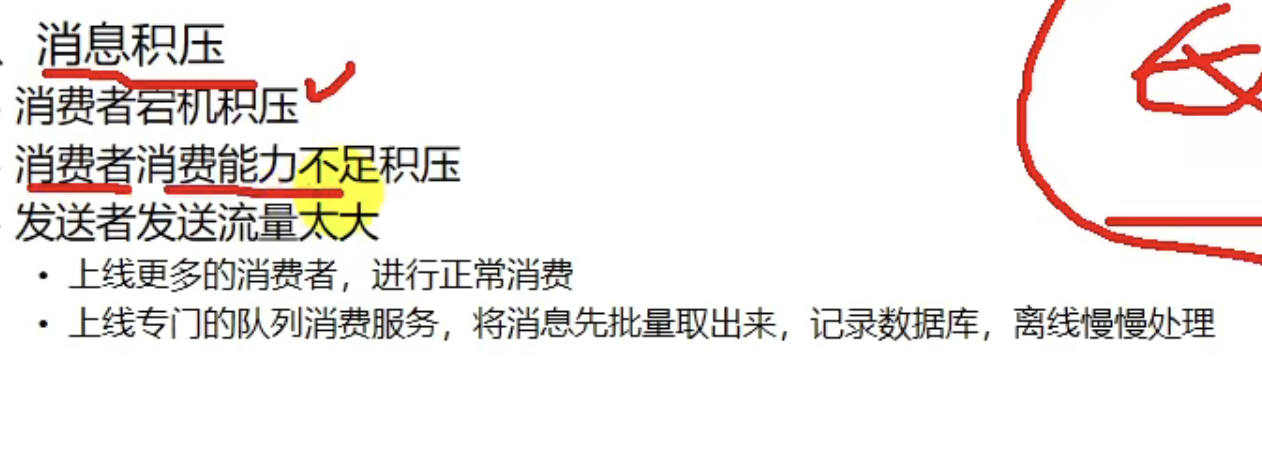 消息积压
消费者宕机积压
消费者消费能力不足积压
发送者发送流量太大
• 上线更多的消费者，进行正常消费
• 上线专门的队列消费服务，将消息先批量取出来，记录数据库，离线慢慢处理